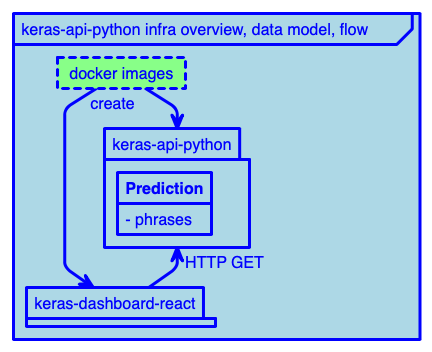 keras-api-python infra overview, data model, flow
docker images
create
keras-api-python
Prediction
- phrases
HTTP GET
keras-dashboard-react